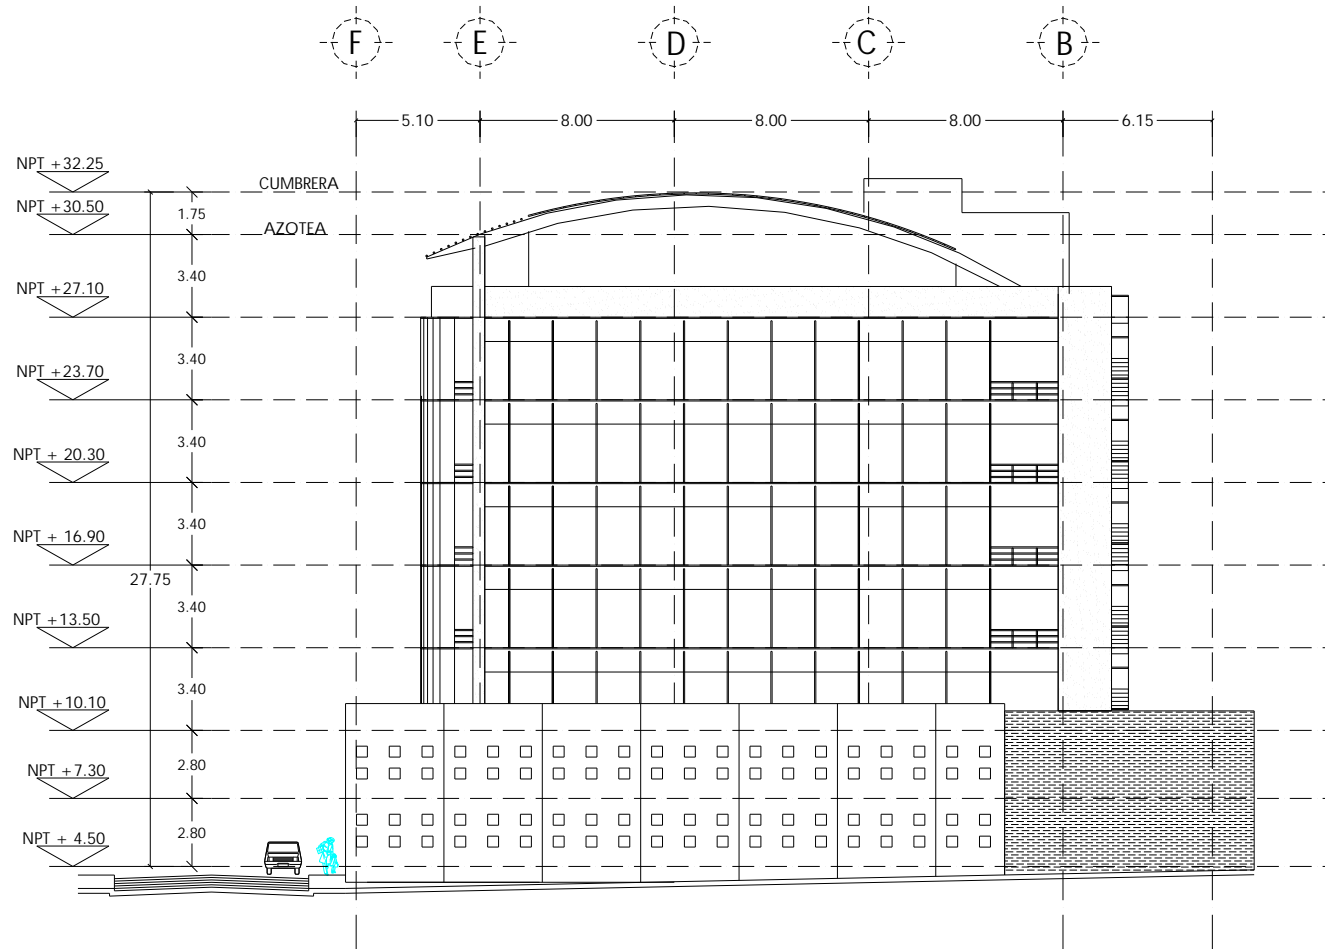 F E D C B
5.10 8.00 8.00 8.00 6.15
NPT +32.25
CUMBRERA
NPT +30.50
1.75
AZOTEA
3.40
NPT +27.10
3.40
NPT +23.70
3.40
NPT + 20.30
3.40
NPT + 16.90
27.75
3.40
NPT +13.50
3.40
NPT +10.10
2.80
NPT +7.30
2.80
NPT + 4.50